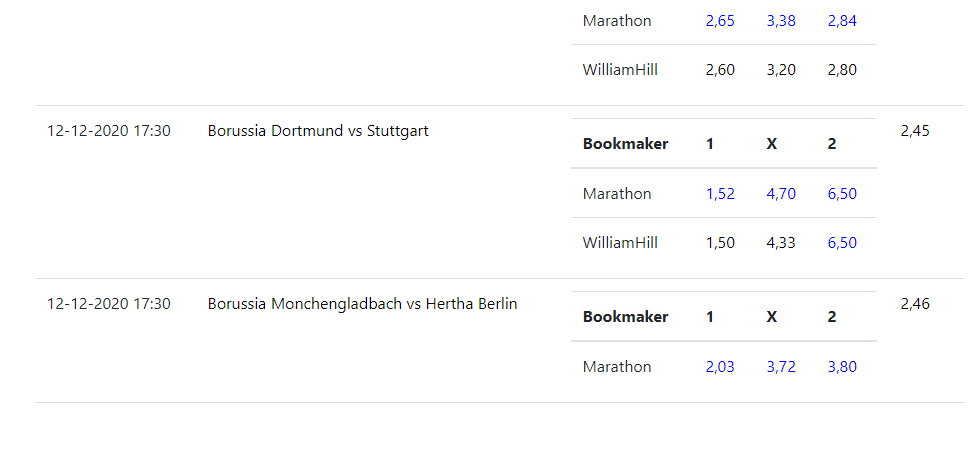 Marathon 2,65 3,38 2,84
WilliamHill 2,60 3,20 2,80
12-12-2020 17:30 Borussia Dortmund vs Stuttgart 2,45
Bookmaker 1 X 2
Marathon 1,52 4,70 6,50
WilliamHill 1,50 4,33 6,50
12-12-2020 17:30 Borussia Monchengladbach vs Hertha Berlin 2,46
Bookmaker 1 X 2
Marathon 2,03 3,72 3,80